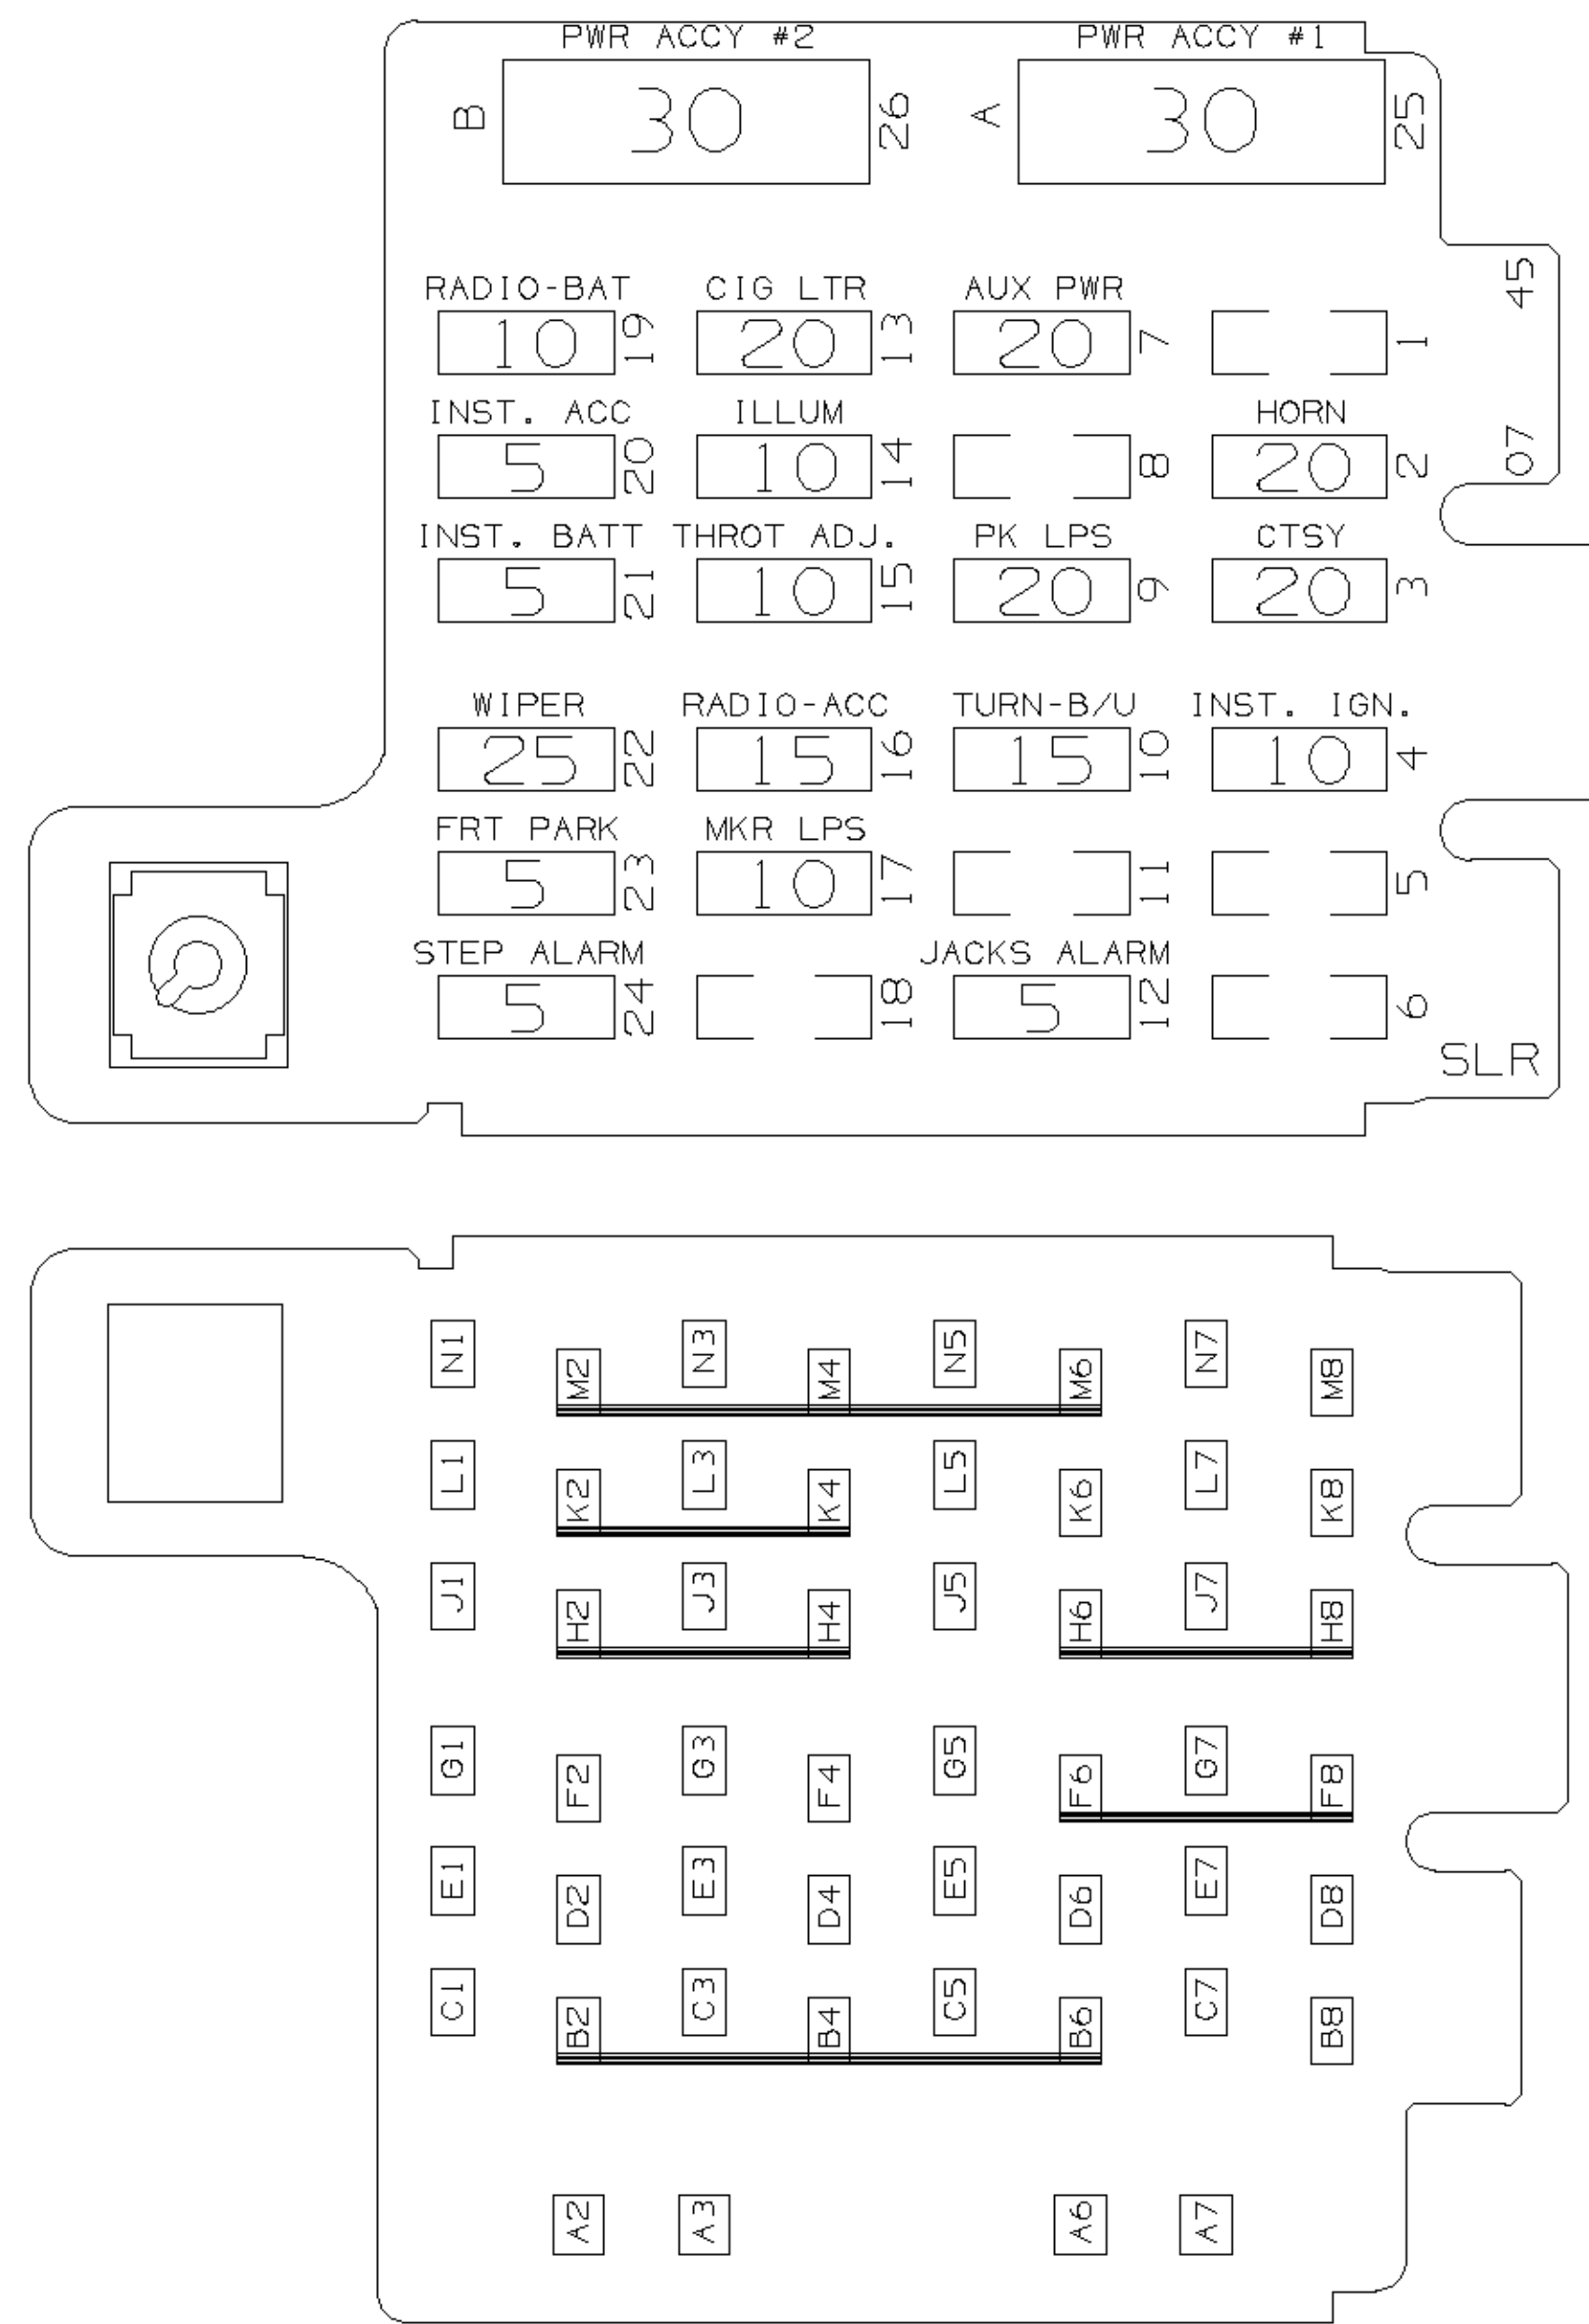 PWR ACCY #2 PWR ACCY #1
B 30 26 A 30 25
RADIO-BAT CIG LTR AUX PWR 45
10 19 20 13 20 7 1
INST. ACC ILLUM HORN
5 20 10 14 8 20 2 07
INST. BATT THROT ADJ. PK LPS CTSY
5 21 10 15 20 9 20 3
WIPER RADIO-ACC TURN-B/U INST. IGN.
25 22 15 16 15 10 10 4
FRT PARK MKR LPS
5 23 10 17 11 5
STEP ALARM JACKS ALARM
5 24 18 5 12 6
SLR
N1 N3 N5 N7
M2 M4 M6 M8
L1 L3 L5 L7
K2 K4 K6 K8
J1 J3 J5 J7
H2 H4 H6 H8
G1 G3 G5 G7
F2 F4 F6 F8
E1 E3 E5 E7
D2 D4 D6 D8
C1 C3 C5 C7
B2 B4 B6 B8
A2 A3 A6 A7